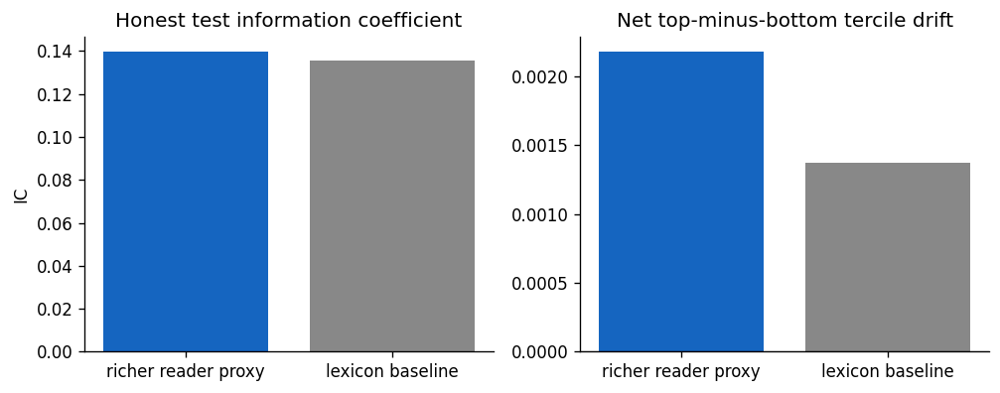 Honest test information coefficient
IC
0.14
0.12
0.10
0.08
0.06
0.04
0.02
0.00
richer reader proxy
lexicon baseline
Net top-minus-bottom tercile drift
0.0020
0.0015
0.0010
0.0005
0.0000
richer reader proxy
lexicon baseline